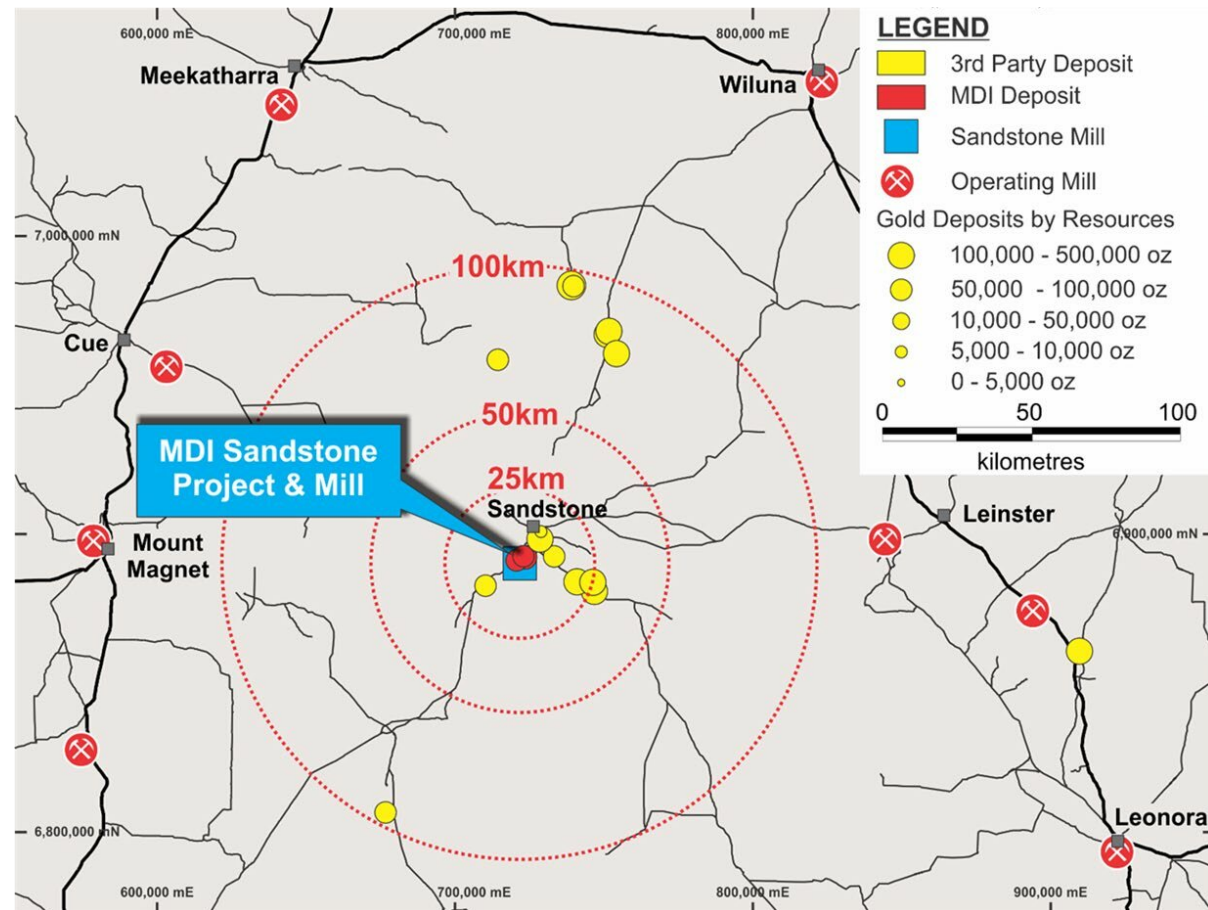 600,000 mE
700,000 mE
800,000 mE
Meekatharra
Wiluna
LEGEND
3rd Party Deposit
MDI Deposit
Sandstone Mill
Operating Mill
Gold Deposits by Resources
100,000 - 500,000 oz
50,000 - 100,000 oz
10,000 - 50,000 oz
5,000 - 10,000 oz
0 - 5,000 oz
0 50 100
kilometres
7,000,000 mN
100km
Cue
50km
MDI Sandstone
Project & Mill
25km
Sandstone
Leinster
6,900,000 mN
Mount
Magnet
Leonora
6,800,000 mN
600,000 mE
700,000 mE
800,000 mE
900,000 mE